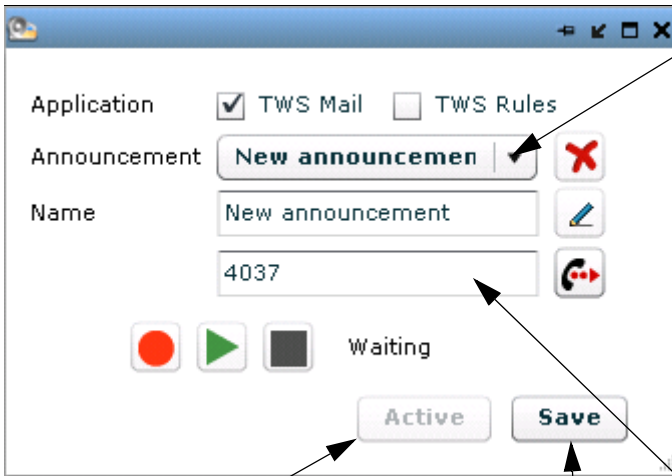 Application TWS Mail TWS Rules
Announcement New announcemen
Name New announcement
4037
Waiting
Active Save